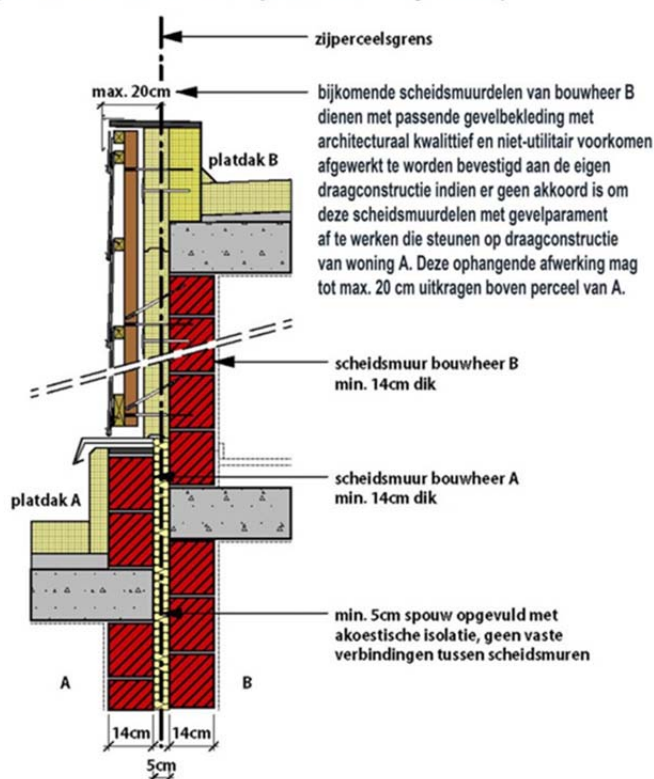 zijperceelsgrens
max. 20cm
bijkomende scheidsmuurdelen van bouwheer B
dienen met passende gevelbekleding met
architecturaal kwalittief en niet-utilitair voorkomen
afgewerkt te worden bevestigd aan de eigen
draagconstructie indien er geen akkoord is om
deze scheidsmuurdelen met gevelparament
af te werken die steunen op draagconstructie
van woning A. Deze ophangende afwerking mag
tot max. 20 cm uitkragen boven perceel van A.
platdak B
scheidsmuur bouwheer B
min. 14cm dik
scheidsmuur bouwheer A
min. 14cm dik
platdak A
min. 5cm spouw opgevuld met
akoestische isolatie, geen vaste
verbindingen tussen scheidsmuren
A
B
14cm
14cm
5cm